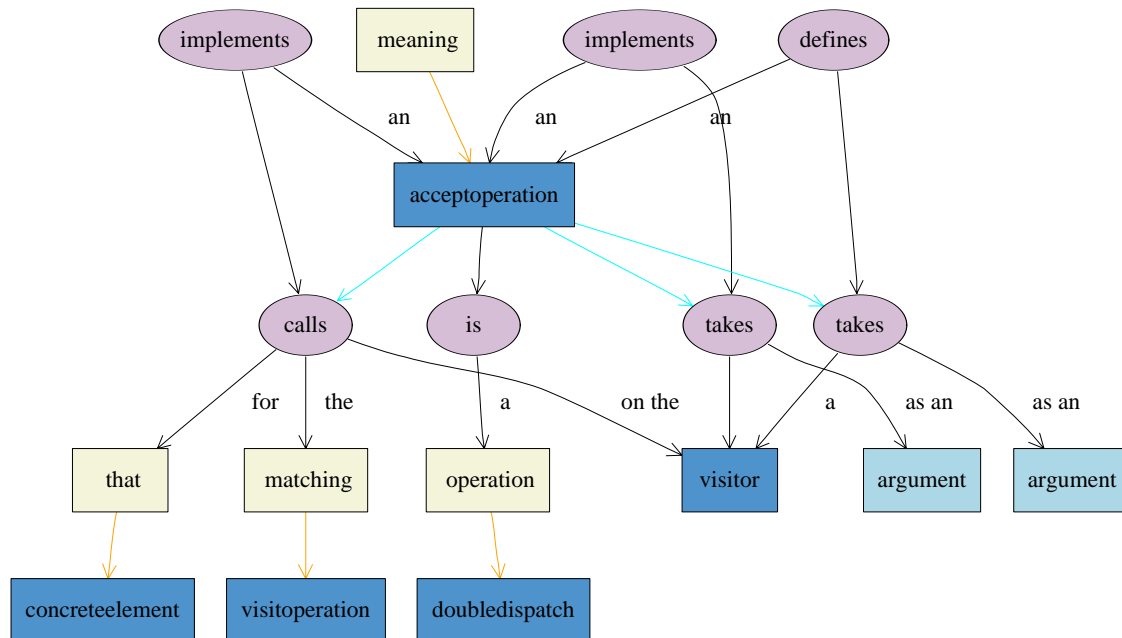 implements meaning implements defines
an an an
acceptoperation
calls is takes takes
for the a on the a as an as an
that matching operation visitor argument argument
concreteelement visitoperation doubledispatch